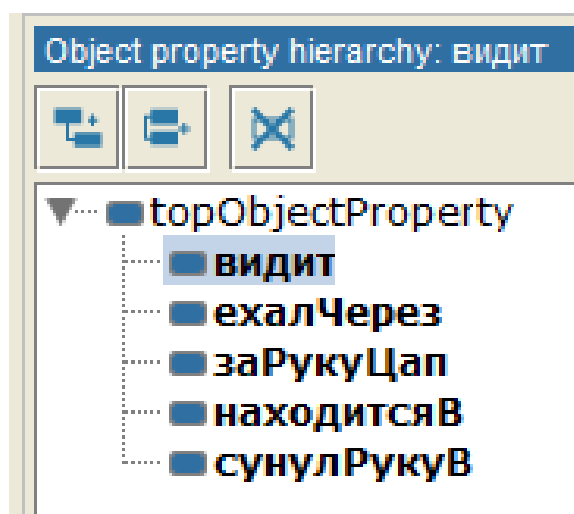 Object property hierarchy: видит
topObjectProperty
видит
ехалЧерез
заРукуЦап
находитсяВ
сунулРукуВ